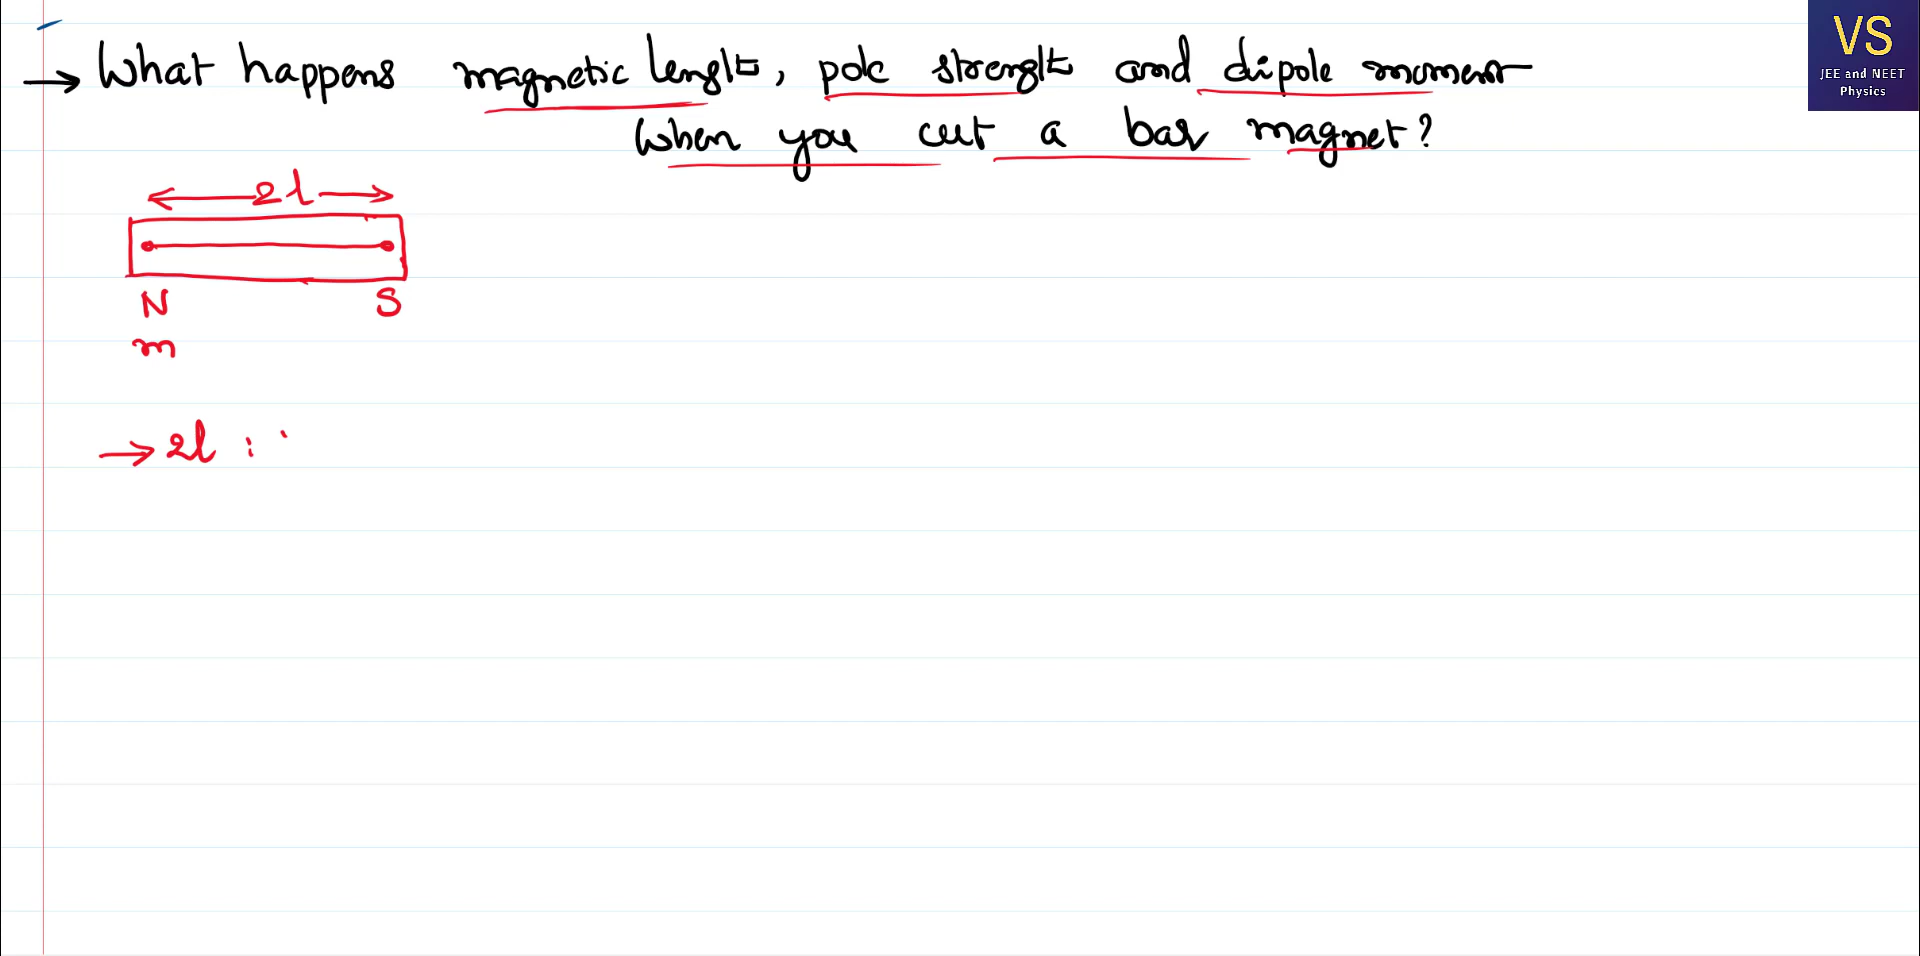 → What happens magnetic length, pole strength and dipole moment
when you cut a bar magnet?
VS
JEE and NEET
Physics
2l
N S
m
→ 2l :